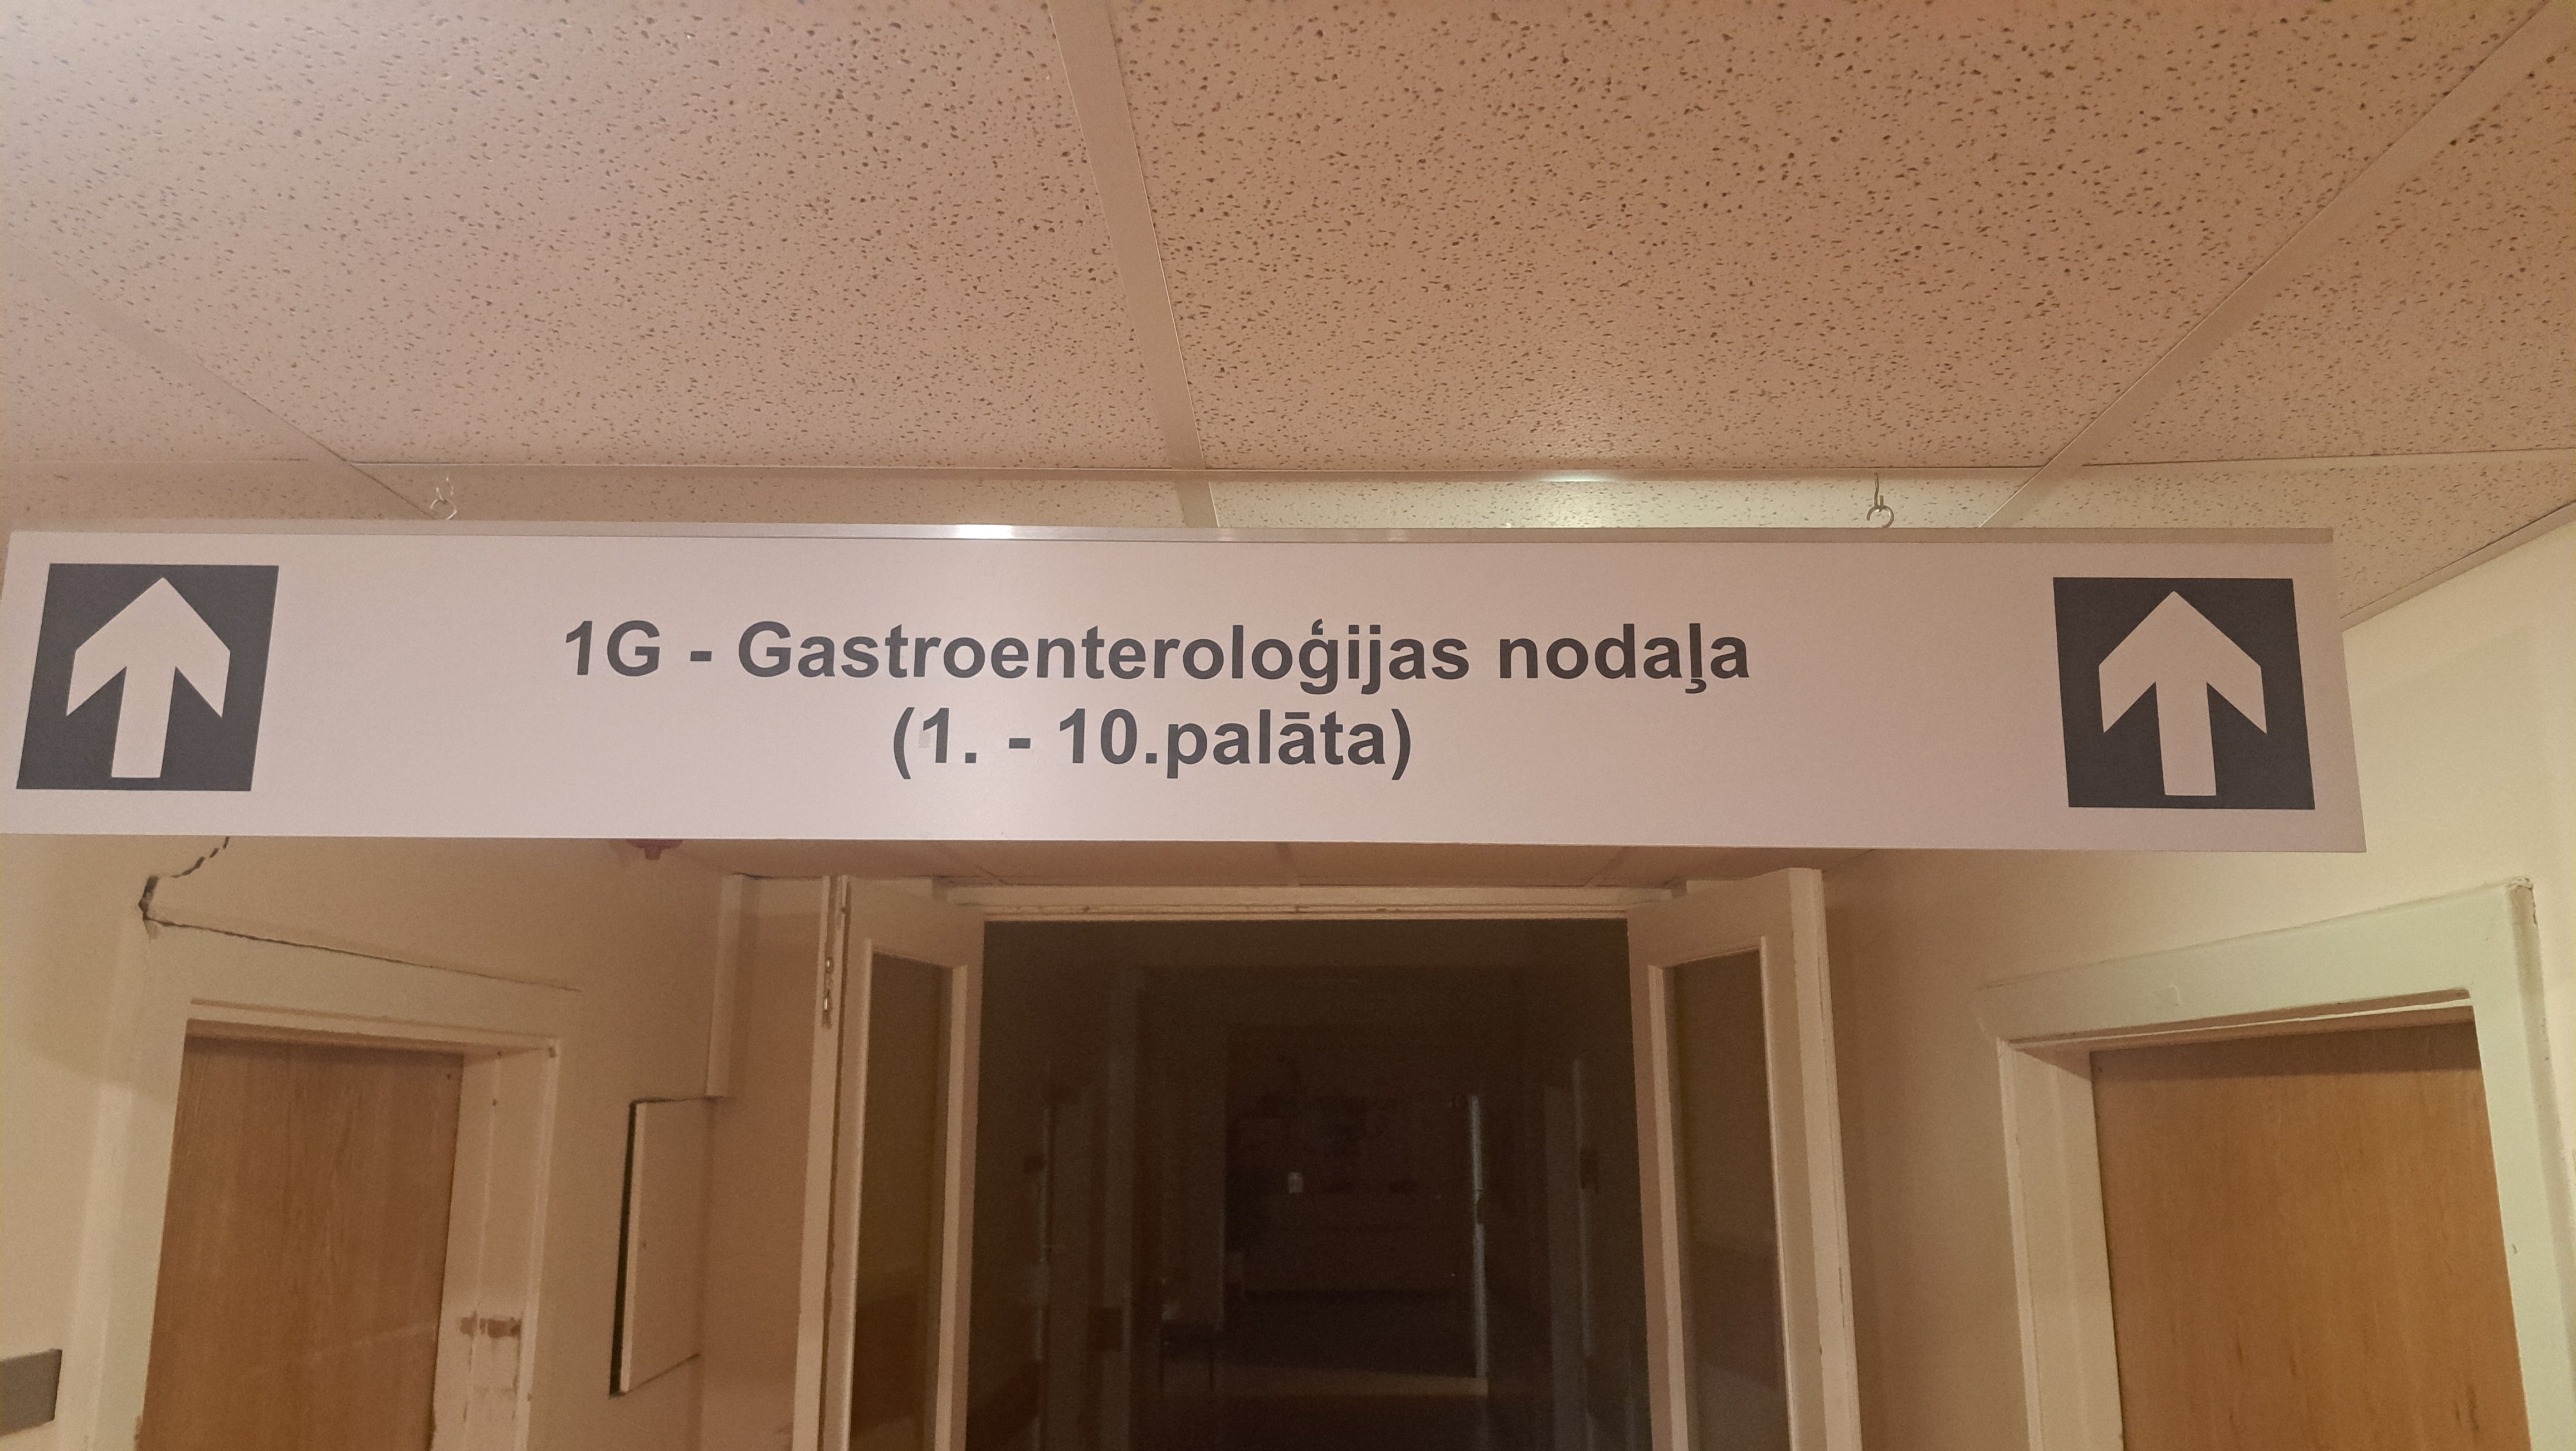 1G - Gastroenteroloģijas nodaļa
(1. - 10.palāta)